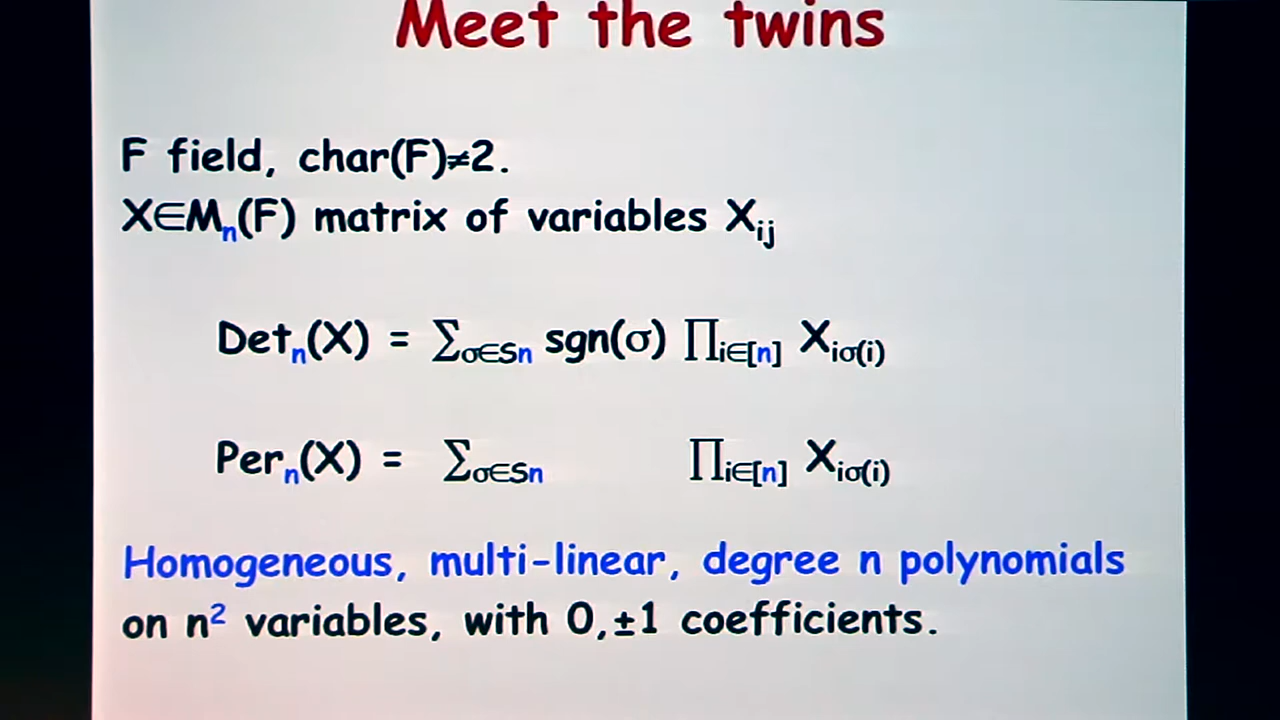 Meet the twins
F field, char(F)≠2.
X∈Mₙ(F) matrix of variables Xᵢⱼ
Detₙ(X) = ∑σ∈Sn sgn(σ) ∏i∈[n] Xiσ(i)
Perₙ(X) = ∑σ∈Sn ∏i∈[n] Xiσ(i)
Homogeneous, multi-linear, degree n polynomials
on n² variables, with 0,±1 coefficients.